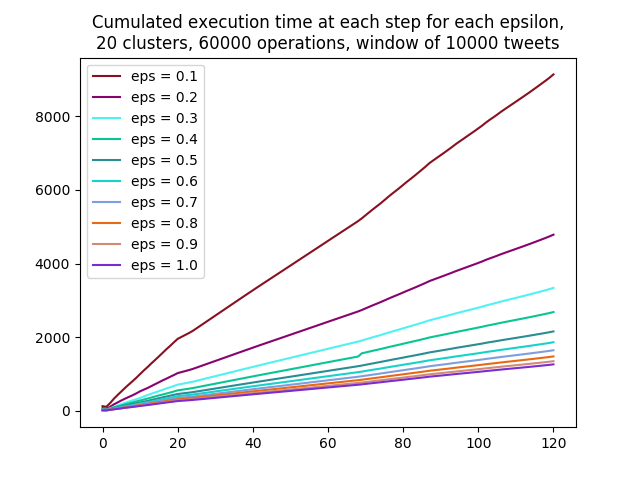 Cumulated execution time at each step for each epsilon,
20 clusters, 60000 operations, window of 10000 tweets
eps = 0.1
eps = 0.2
eps = 0.3
eps = 0.4
eps = 0.5
eps = 0.6
eps = 0.7
eps = 0.8
eps = 0.9
eps = 1.0
8000
6000
4000
2000
0
0 20 40 60 80 100 120